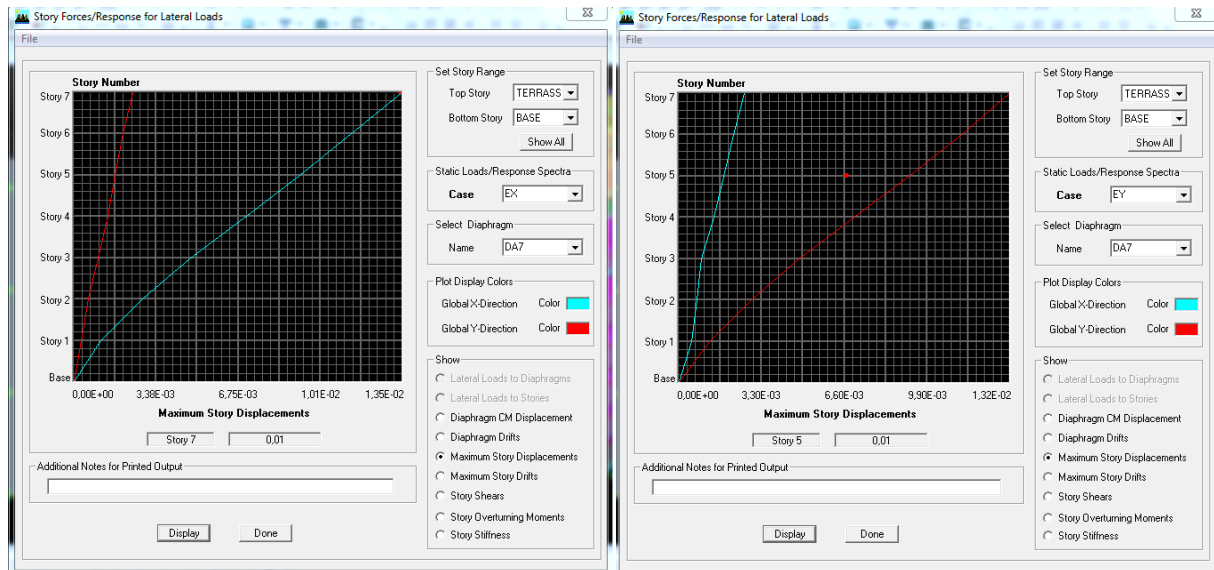 Story Forces/Response for Lateral Loads
File
Story Number
Story 7
Story 6
Story 5
Story 4
Story 3
Story 2
Story 1
Base
0,00E+00 3,38E-03 6,75E-03 1,01E-02 1,35E-02
Maximum Story Displacements
Story 7 0,01
Additional Notes for Printed Output
Display Done
Set Story Range
Top Story TERRASS
Bottom Story BASE
Show All
Static Loads/Response Spectra
Case EX
Select Diaphragm
Name DA7
Plot Display Colors
Global X-Direction Color
Global Y-Direction Color
Show
Lateral Loads to Diaphragms
Lateral Loads to Stories
Diaphragm CM Displacement
Diaphragm Drifts
Maximum Story Displacements
Maximum Story Drifts
Story Shears
Story Overturning Moments
Story Stiffness
Story Forces/Response for Lateral Loads
File
Story Number
Story 7
Story 6
Story 5
Story 4
Story 3
Story 2
Story 1
Base
0,00E+00 3,30E-03 6,60E-03 9,90E-03 1,32E-02
Maximum Story Displacements
Story 5 0,01
Additional Notes for Printed Output
Display Done
Set Story Range
Top Story TERRASS
Bottom Story BASE
Show All
Static Loads/Response Spectra
Case EY
Select Diaphragm
Name DA7
Plot Display Colors
Global X-Direction Color
Global Y-Direction Color
Show
Lateral Loads to Diaphragms
Lateral Loads to Stories
Diaphragm CM Displacement
Diaphragm Drifts
Maximum Story Displacements
Maximum Story Drifts
Story Shears
Story Overturning Moments
Story Stiffness